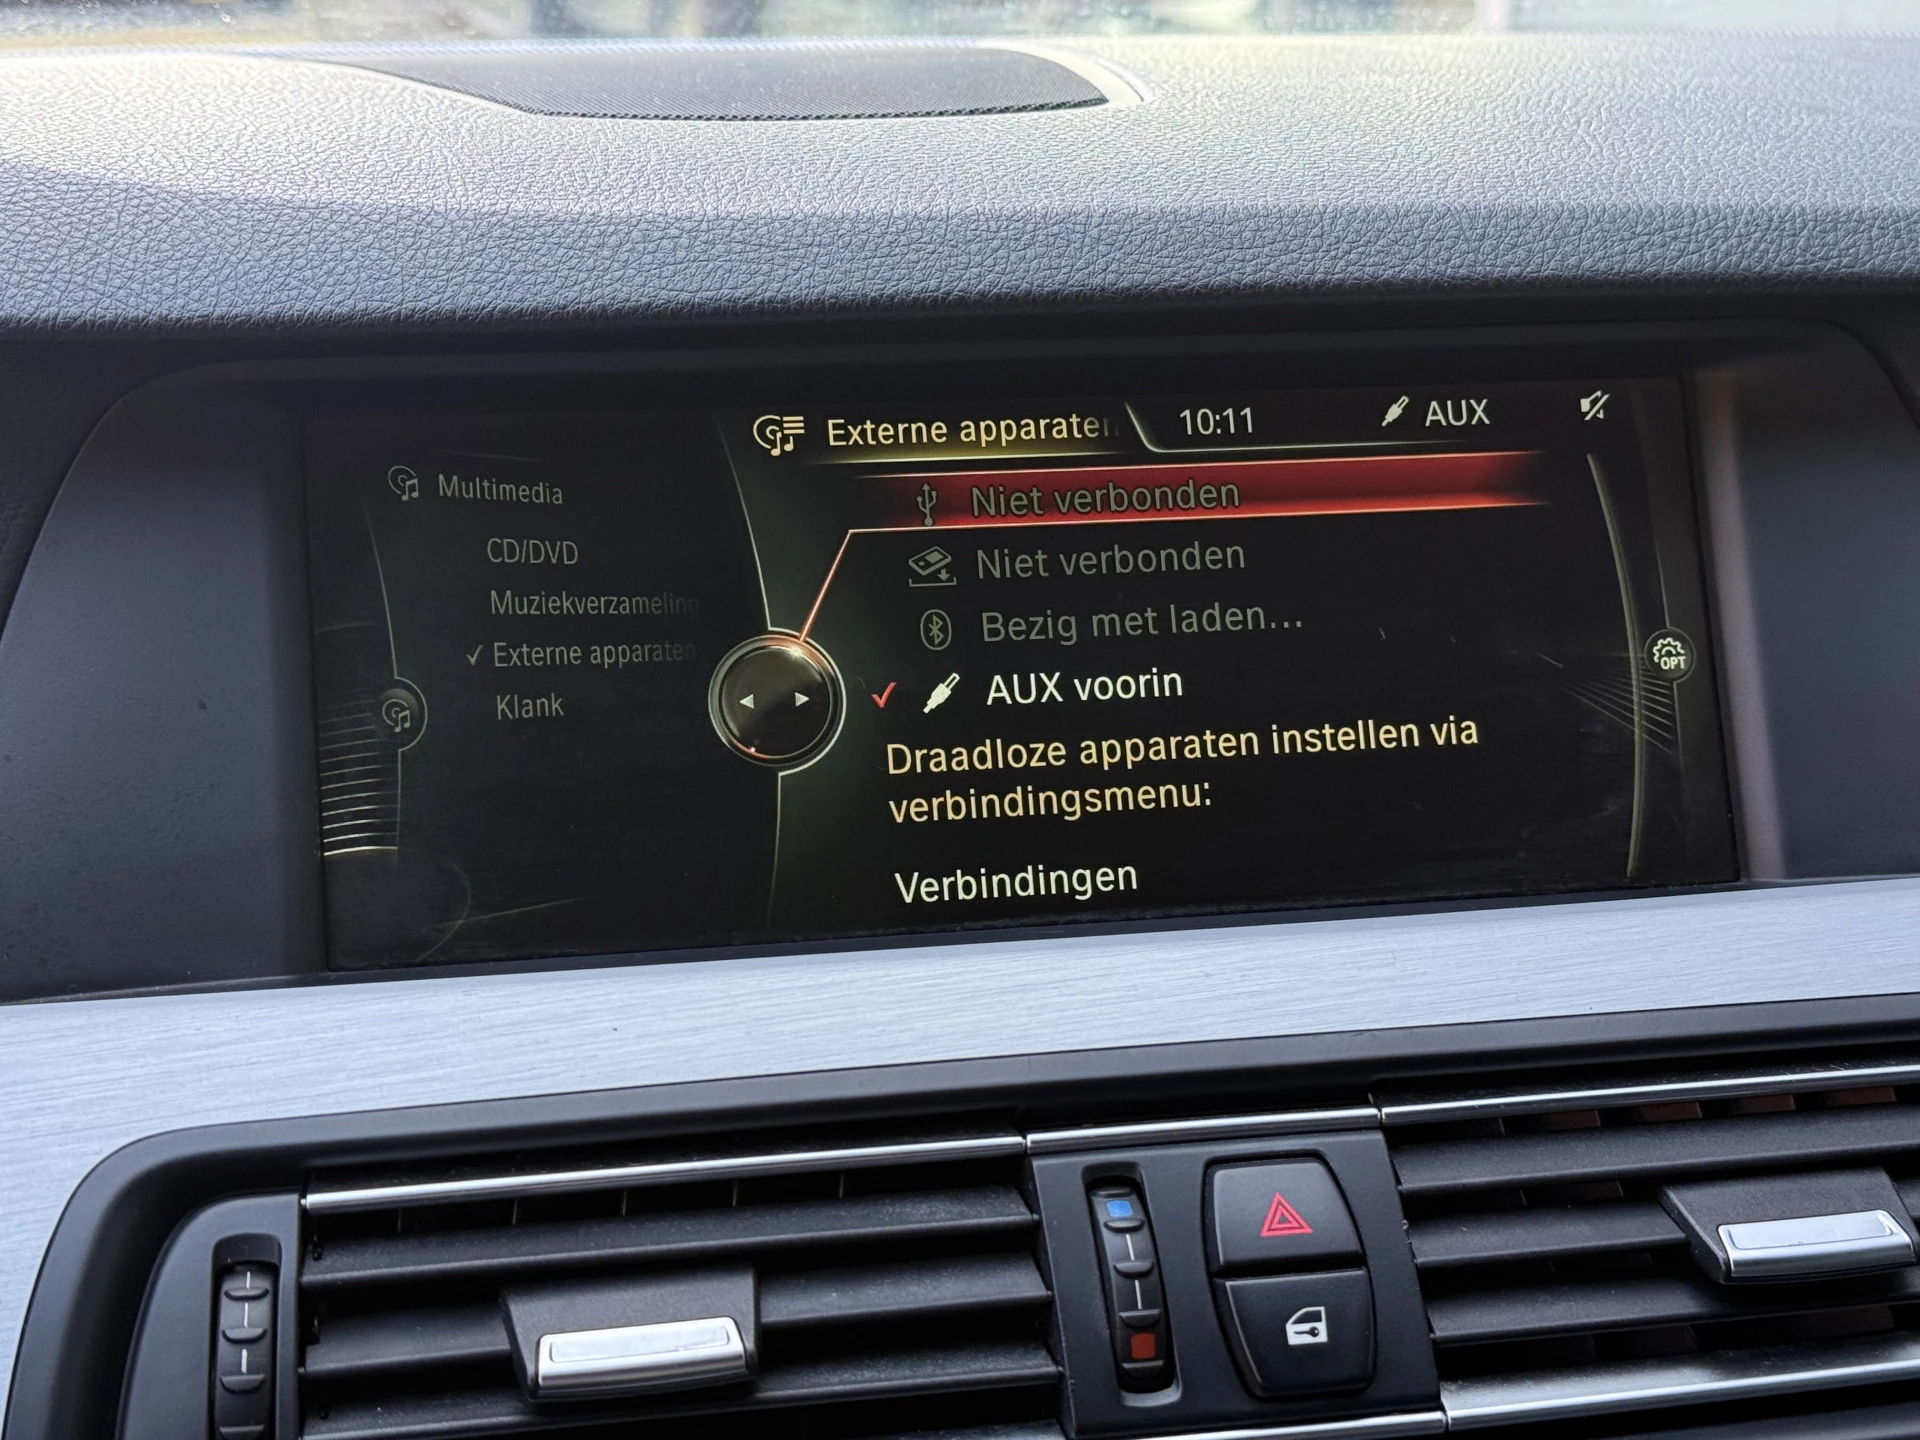 Externe apparaten
10:11
AUX
Multimedia
CD/DVD
Muziekverzameling
✓ Externe apparaten
Klank
Niet verbonden
Niet verbonden
Bezig met laden...
✓ AUX voorin
Draadloze apparaten instellen via
verbindingsmenu:
Verbindingen
OPT